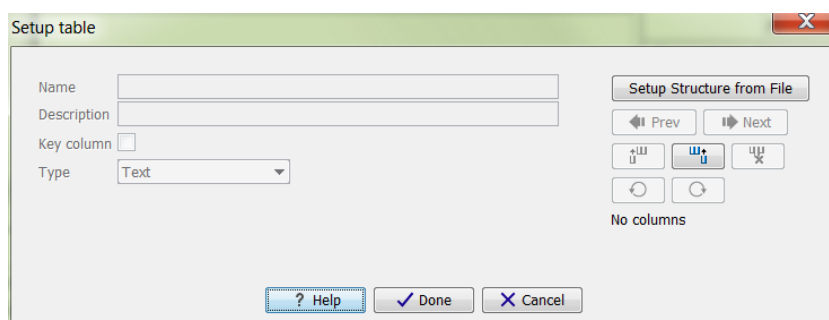 Setup table
Name
Description
Key column
Type
Text
Setup Structure from File
Prev
Next
No columns
? Help
Done
Cancel